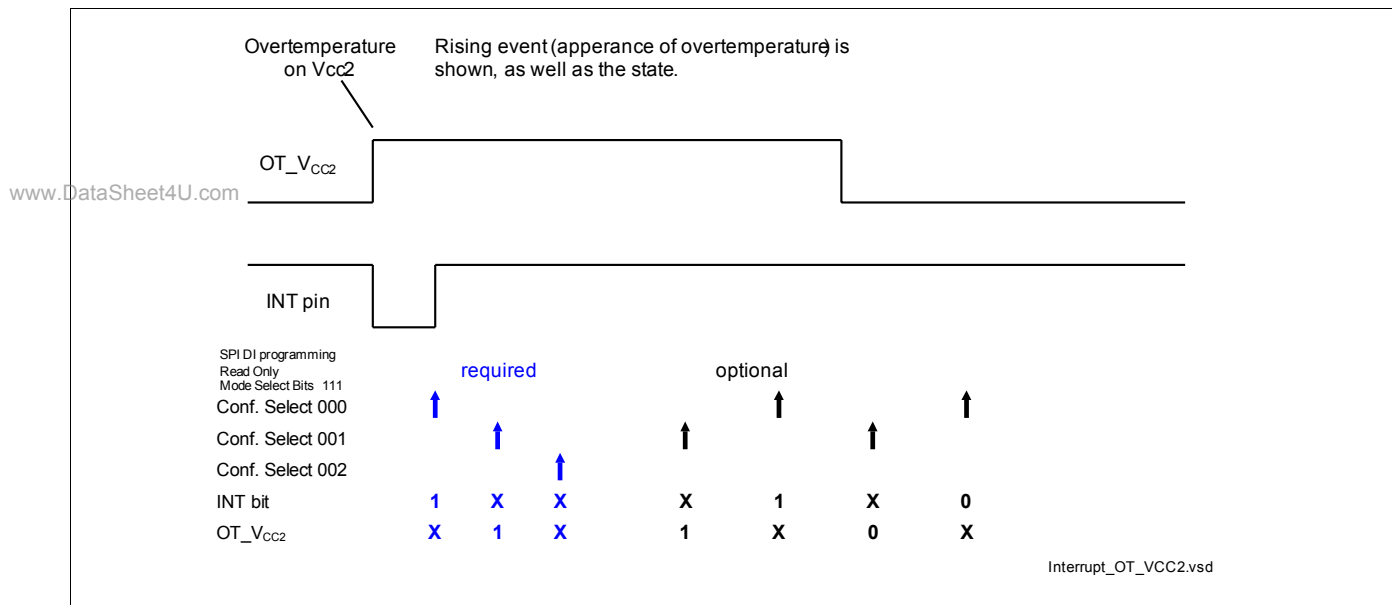 Overtemperature
on Vcc2
Rising event (apperance of overtemperature) is
shown, as well as the state.
OT_VCC2
www.DataSheet4U.com
INT pin
SPI DI programming
Read Only
Mode Select Bits 111
required
optional
Conf. Select 000
Conf. Select 001
Conf. Select 002
INT bit 1 X X X 1 X 0
OT_VCC2 X 1 X 1 X 0 X
Interrupt_OT_VCC2.vsd